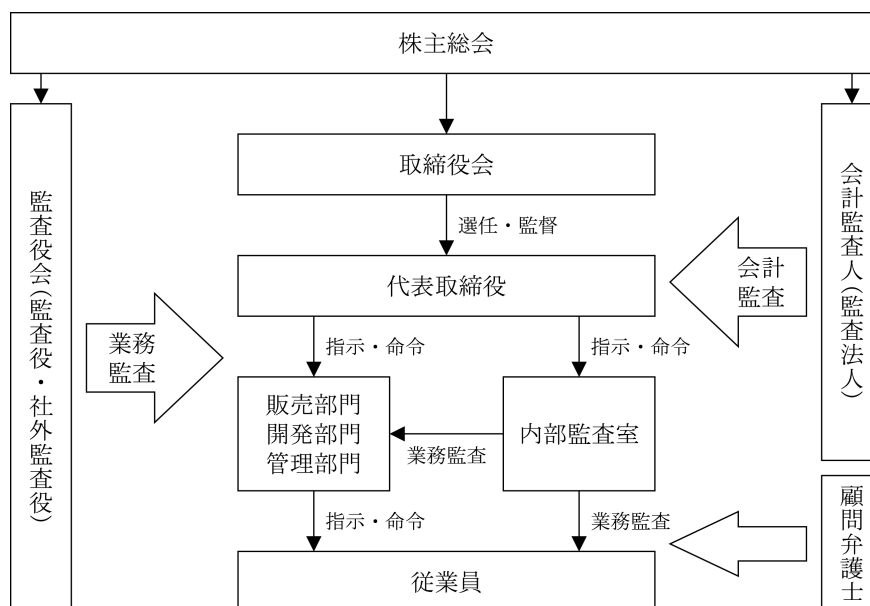 株主総会
取締役会
選任・監督
代表取締役
監査役会(監査役・社外監査役)
業務
監査
会計
監査
会計監査人(監査法人)
指示・命令
指示・命令
販売部門
開発部門
管理部門
業務監査
内部監査室
指示・命令
業務監査
顧問弁護士
従業員